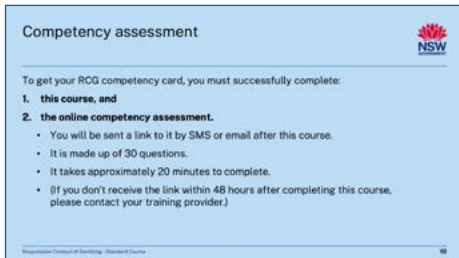 Competency assessment
NSW
GOVERNMENT
To get your RCG competency card, you must successfully complete:
1. this course, and
2. the online competency assessment.
• You will be sent a link to it by SMS or email after this course.
• It is made up of 30 questions.
• It takes approximately 20 minutes to complete.
• (If you don't receive the link within 48 hours after completing this course,
please contact your training provider.)
Responsible Conduct of Gambling - Standard Course
10